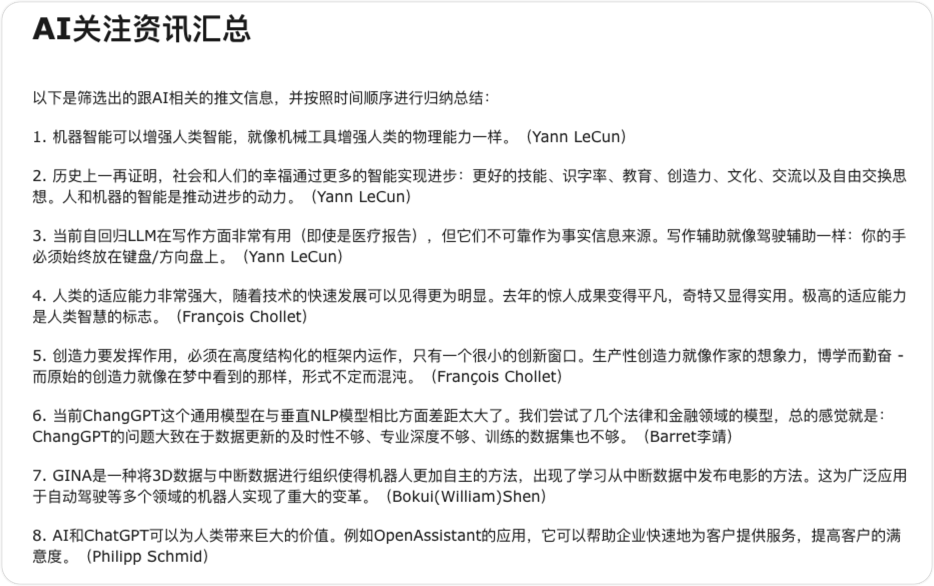 AI关注资讯汇总
以下是筛选出的跟AI相关的推文信息，并按照时间顺序进行归纳总结：
1. 机器智能可以增强人类智能，就像机械工具增强人类的物理能力一样。（Yann LeCun）
2. 历史上一再证明，社会和人们的幸福通过更多的智能实现进步：更好的技能、识字率、教育、创造力、文化、交流以及自由交换思
想。人和机器的智能是推动进步的动力。（Yann LeCun）
3. 当前自回归LLM在写作方面非常有用（即使是医疗报告），但它们不可靠作为事实信息来源。写作辅助就像驾驶辅助一样：你的手
必须始终放在键盘/方向盘上。（Yann LeCun）
4. 人类的适应能力非常强大，随着技术的快速发展可以见得更为明显。去年的惊人成果变得平凡，奇特又显得实用。极高的适应能力
是人类智慧的标志。（François Chollet）
5. 创造力要发挥作用，必须在高度结构化的框架内运作，只有一个很小的创新窗口。生产性创造力就像作家的想象力，博学而勤奋 -
而原始的创造力就像在梦中看到的那样，形式不定而混沌。（François Chollet）
6. 当前ChangGPT这个通用模型在与垂直NLP模型相比方面差距太大了。我们尝试了几个法律和金融领域的模型，总的感觉就是：
ChangGPT的问题大致在于数据更新的及时性不够、专业深度不够、训练的数据集也不够。（Barret李靖）
7. GINA是一种将3D数据与中断数据进行组织使得机器人更加自主的方法，出现了学习从中断数据中发布电影的方法。这为广泛应用
于自动驾驶等多个领域的机器人实现了重大的变革。（Bokui(William)Shen）
8. AI和ChatGPT可以为人类带来巨大的价值。例如OpenAssistant的应用，它可以帮助企业快速地为客户提供服务，提高客户的满
意度。（Philipp Schmid）